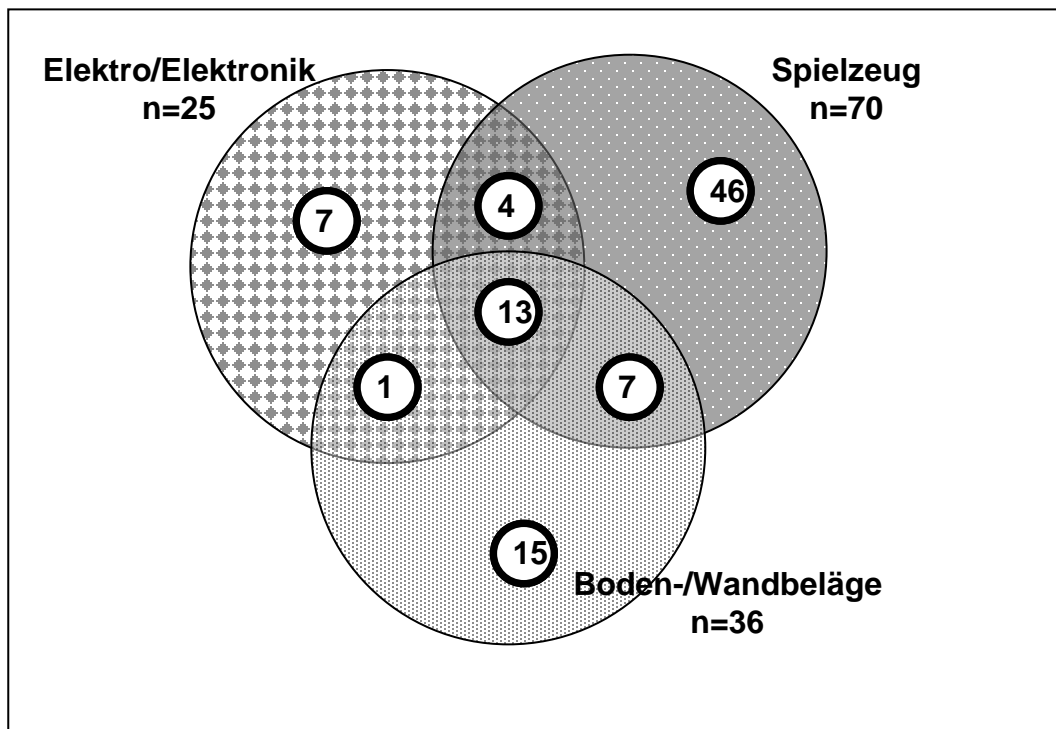 Elektro/Elektronik
n=25
Spielzeug
n=70
7
4
46
13
1
7
15
Boden-/Wandbeläge
n=36